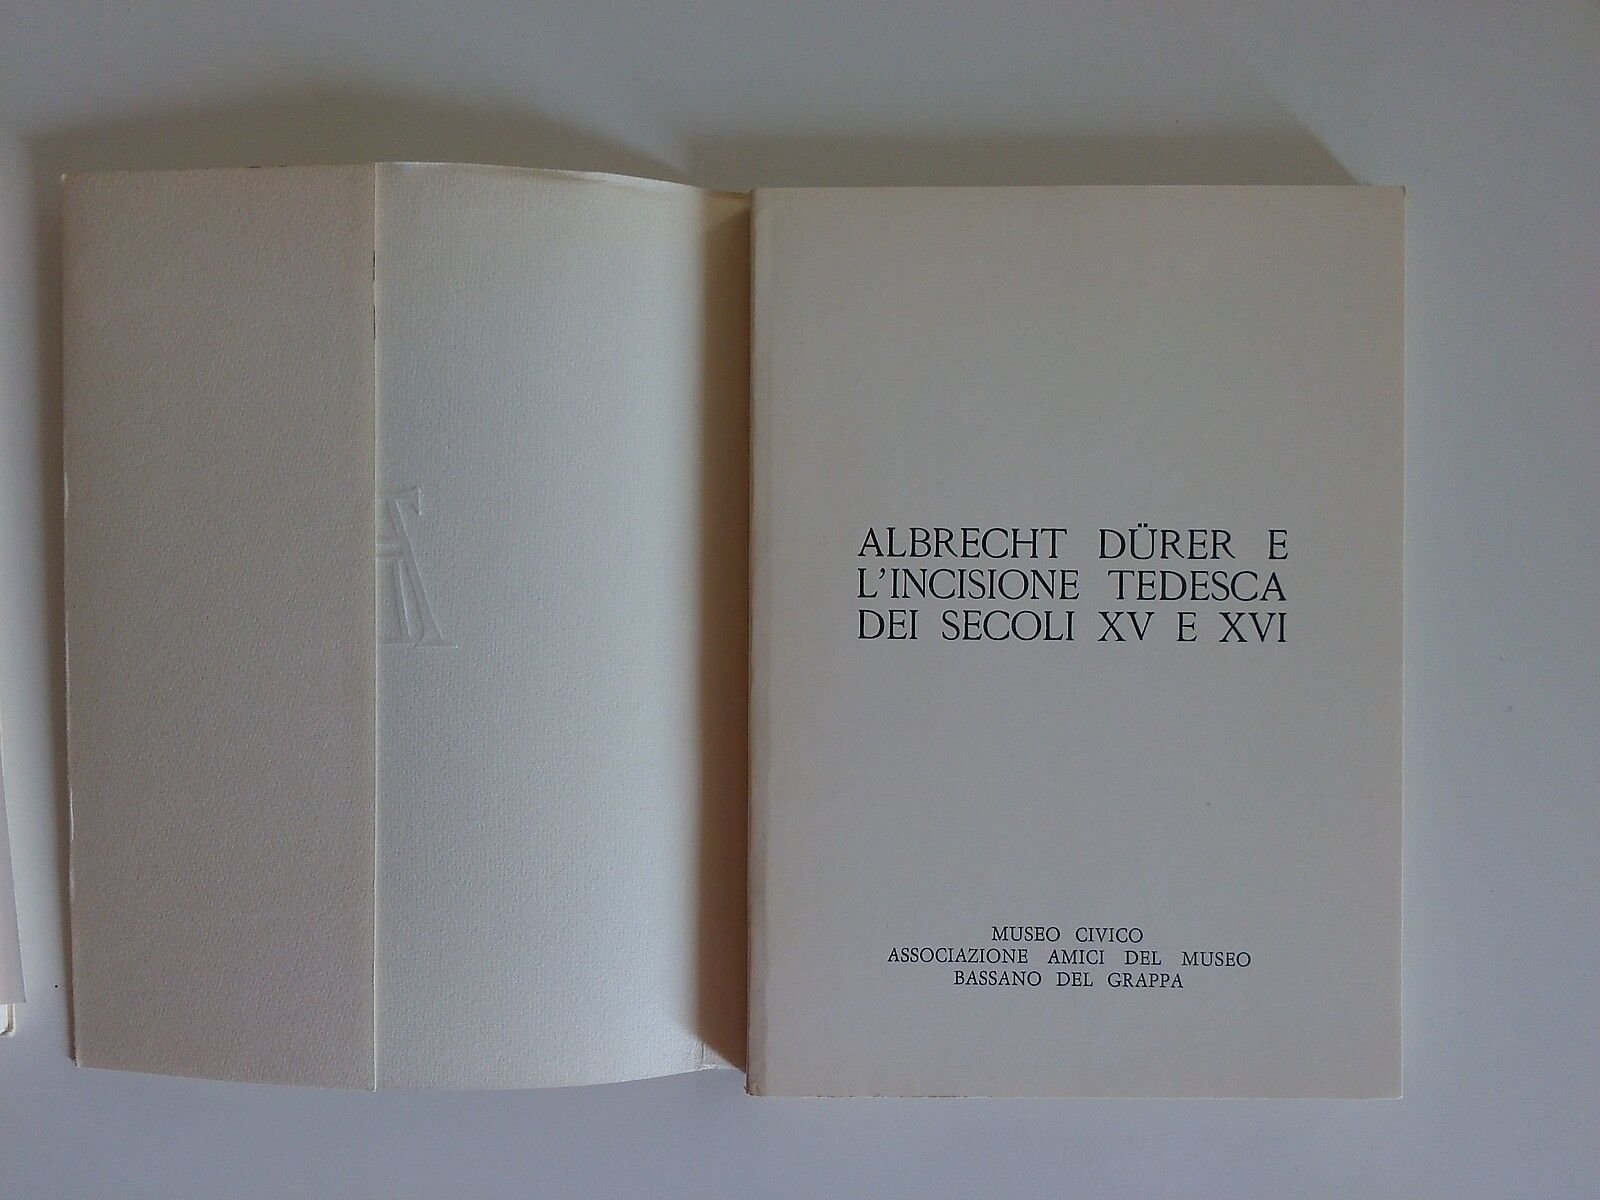 ALBRECHT DÜRER E
L'INCISIONE TEDESCA
DEI SECOLI XV E XVI
MUSEO CIVICO
ASSOCIAZIONE AMICI DEL MUSEO
BASSANO DEL GRAPPA